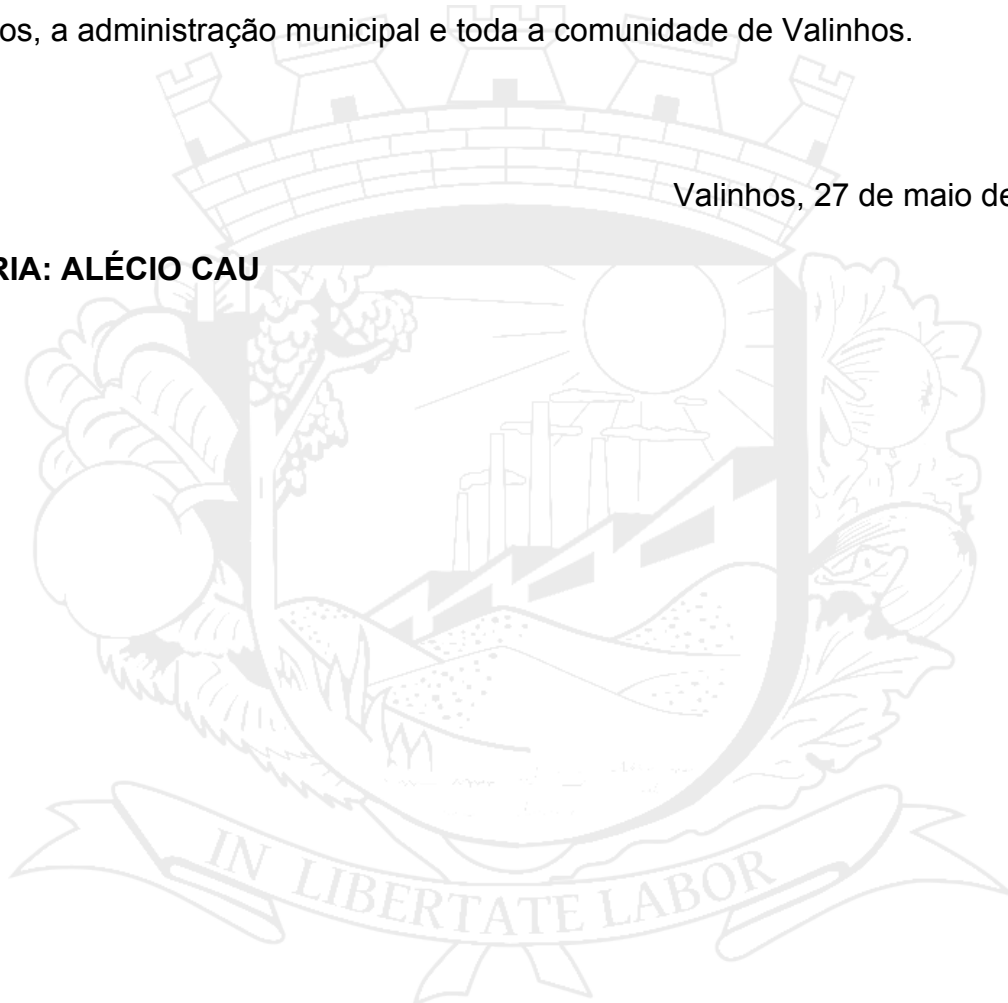 os, a administração municipal e toda a comunidade de Valinhos.
Valinhos, 27 de maio de
RIA: ALÉCIO CAU
IN LIBERTATE LABOR